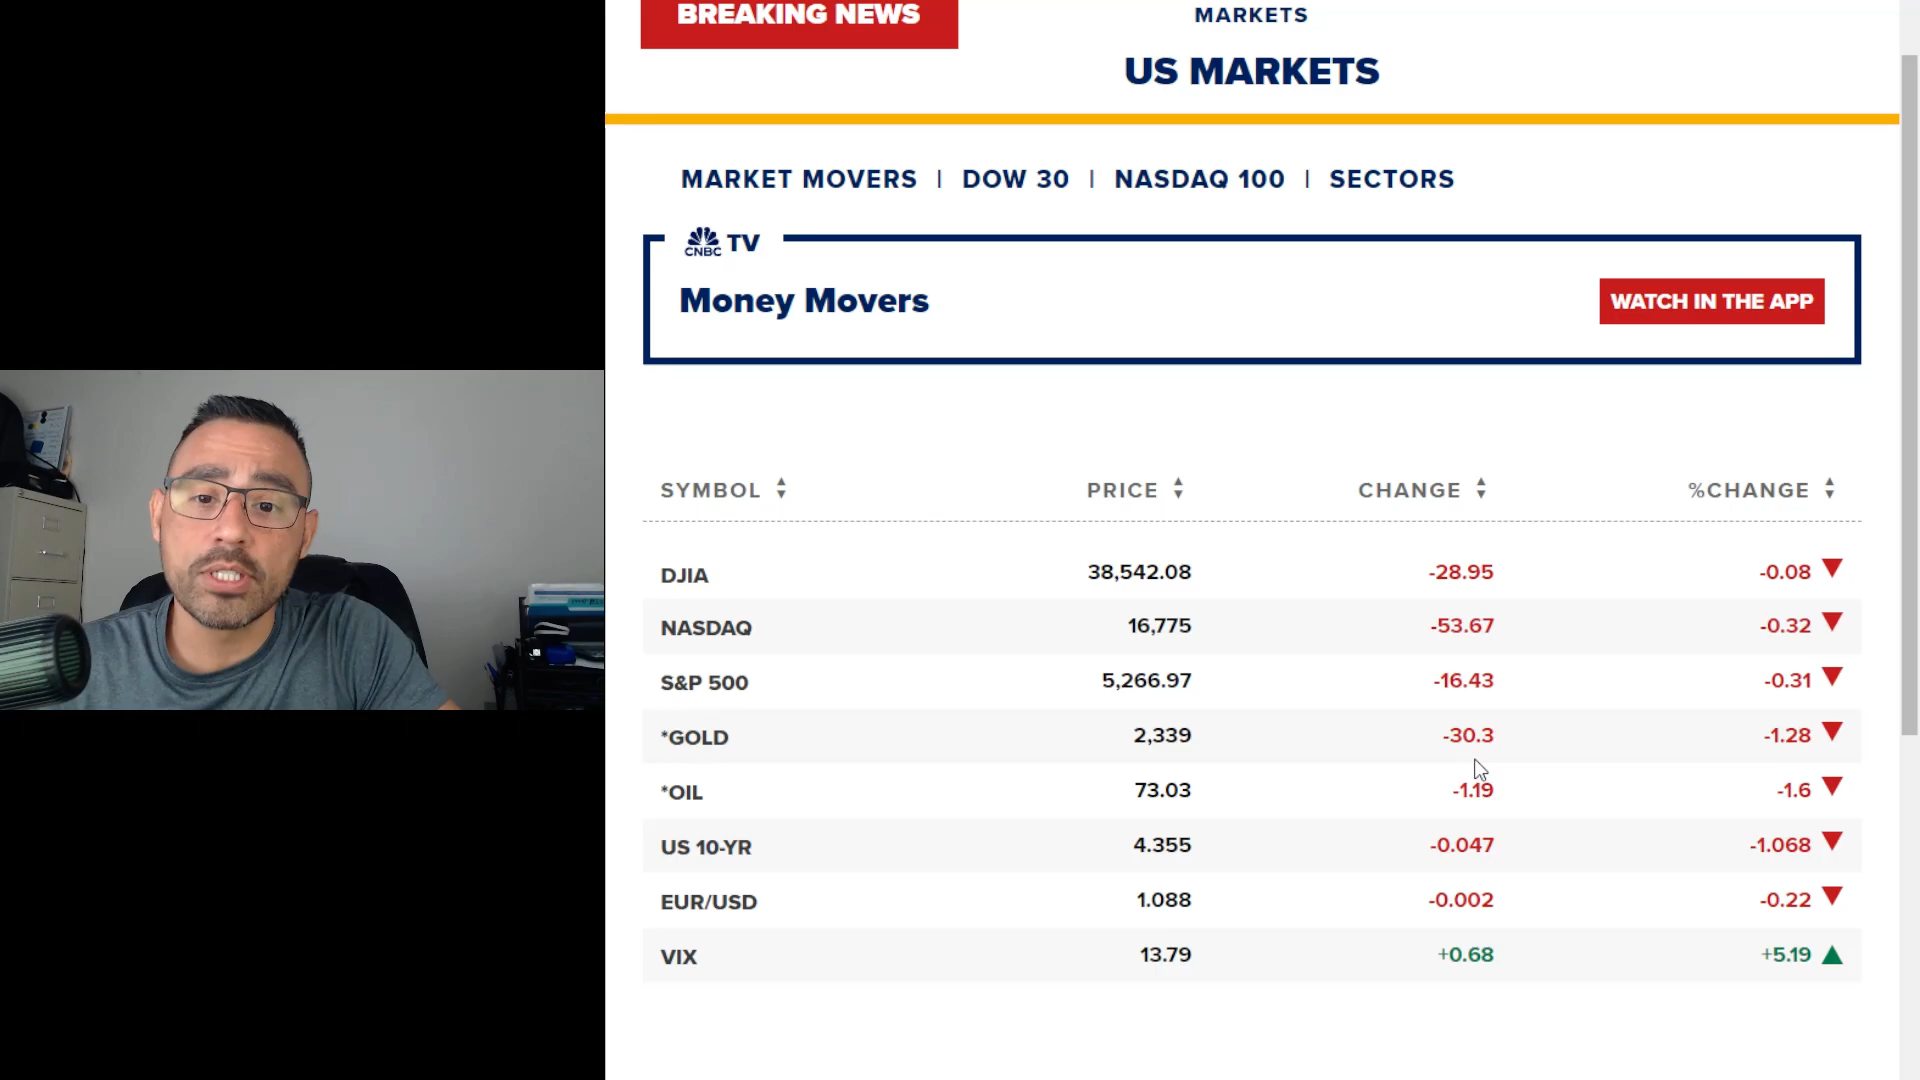 BREAKING NEWS
MARKETS
US MARKETS
MARKET MOVERS | DOW 30 | NASDAQ 100 | SECTORS
CNBC TV
Money Movers
WATCH IN THE APP
SYMBOL PRICE CHANGE %CHANGE
DJIA 38,542.08 -28.95 -0.08
NASDAQ 16,775 -53.67 -0.32
S&P 500 5,266.97 -16.43 -0.31
*GOLD 2,339 -30.3 -1.28
*OIL 73.03 -1.19 -1.6
US 10-YR 4.355 -0.047 -1.068
EUR/USD 1.088 -0.002 -0.22
VIX 13.79 +0.68 +5.19